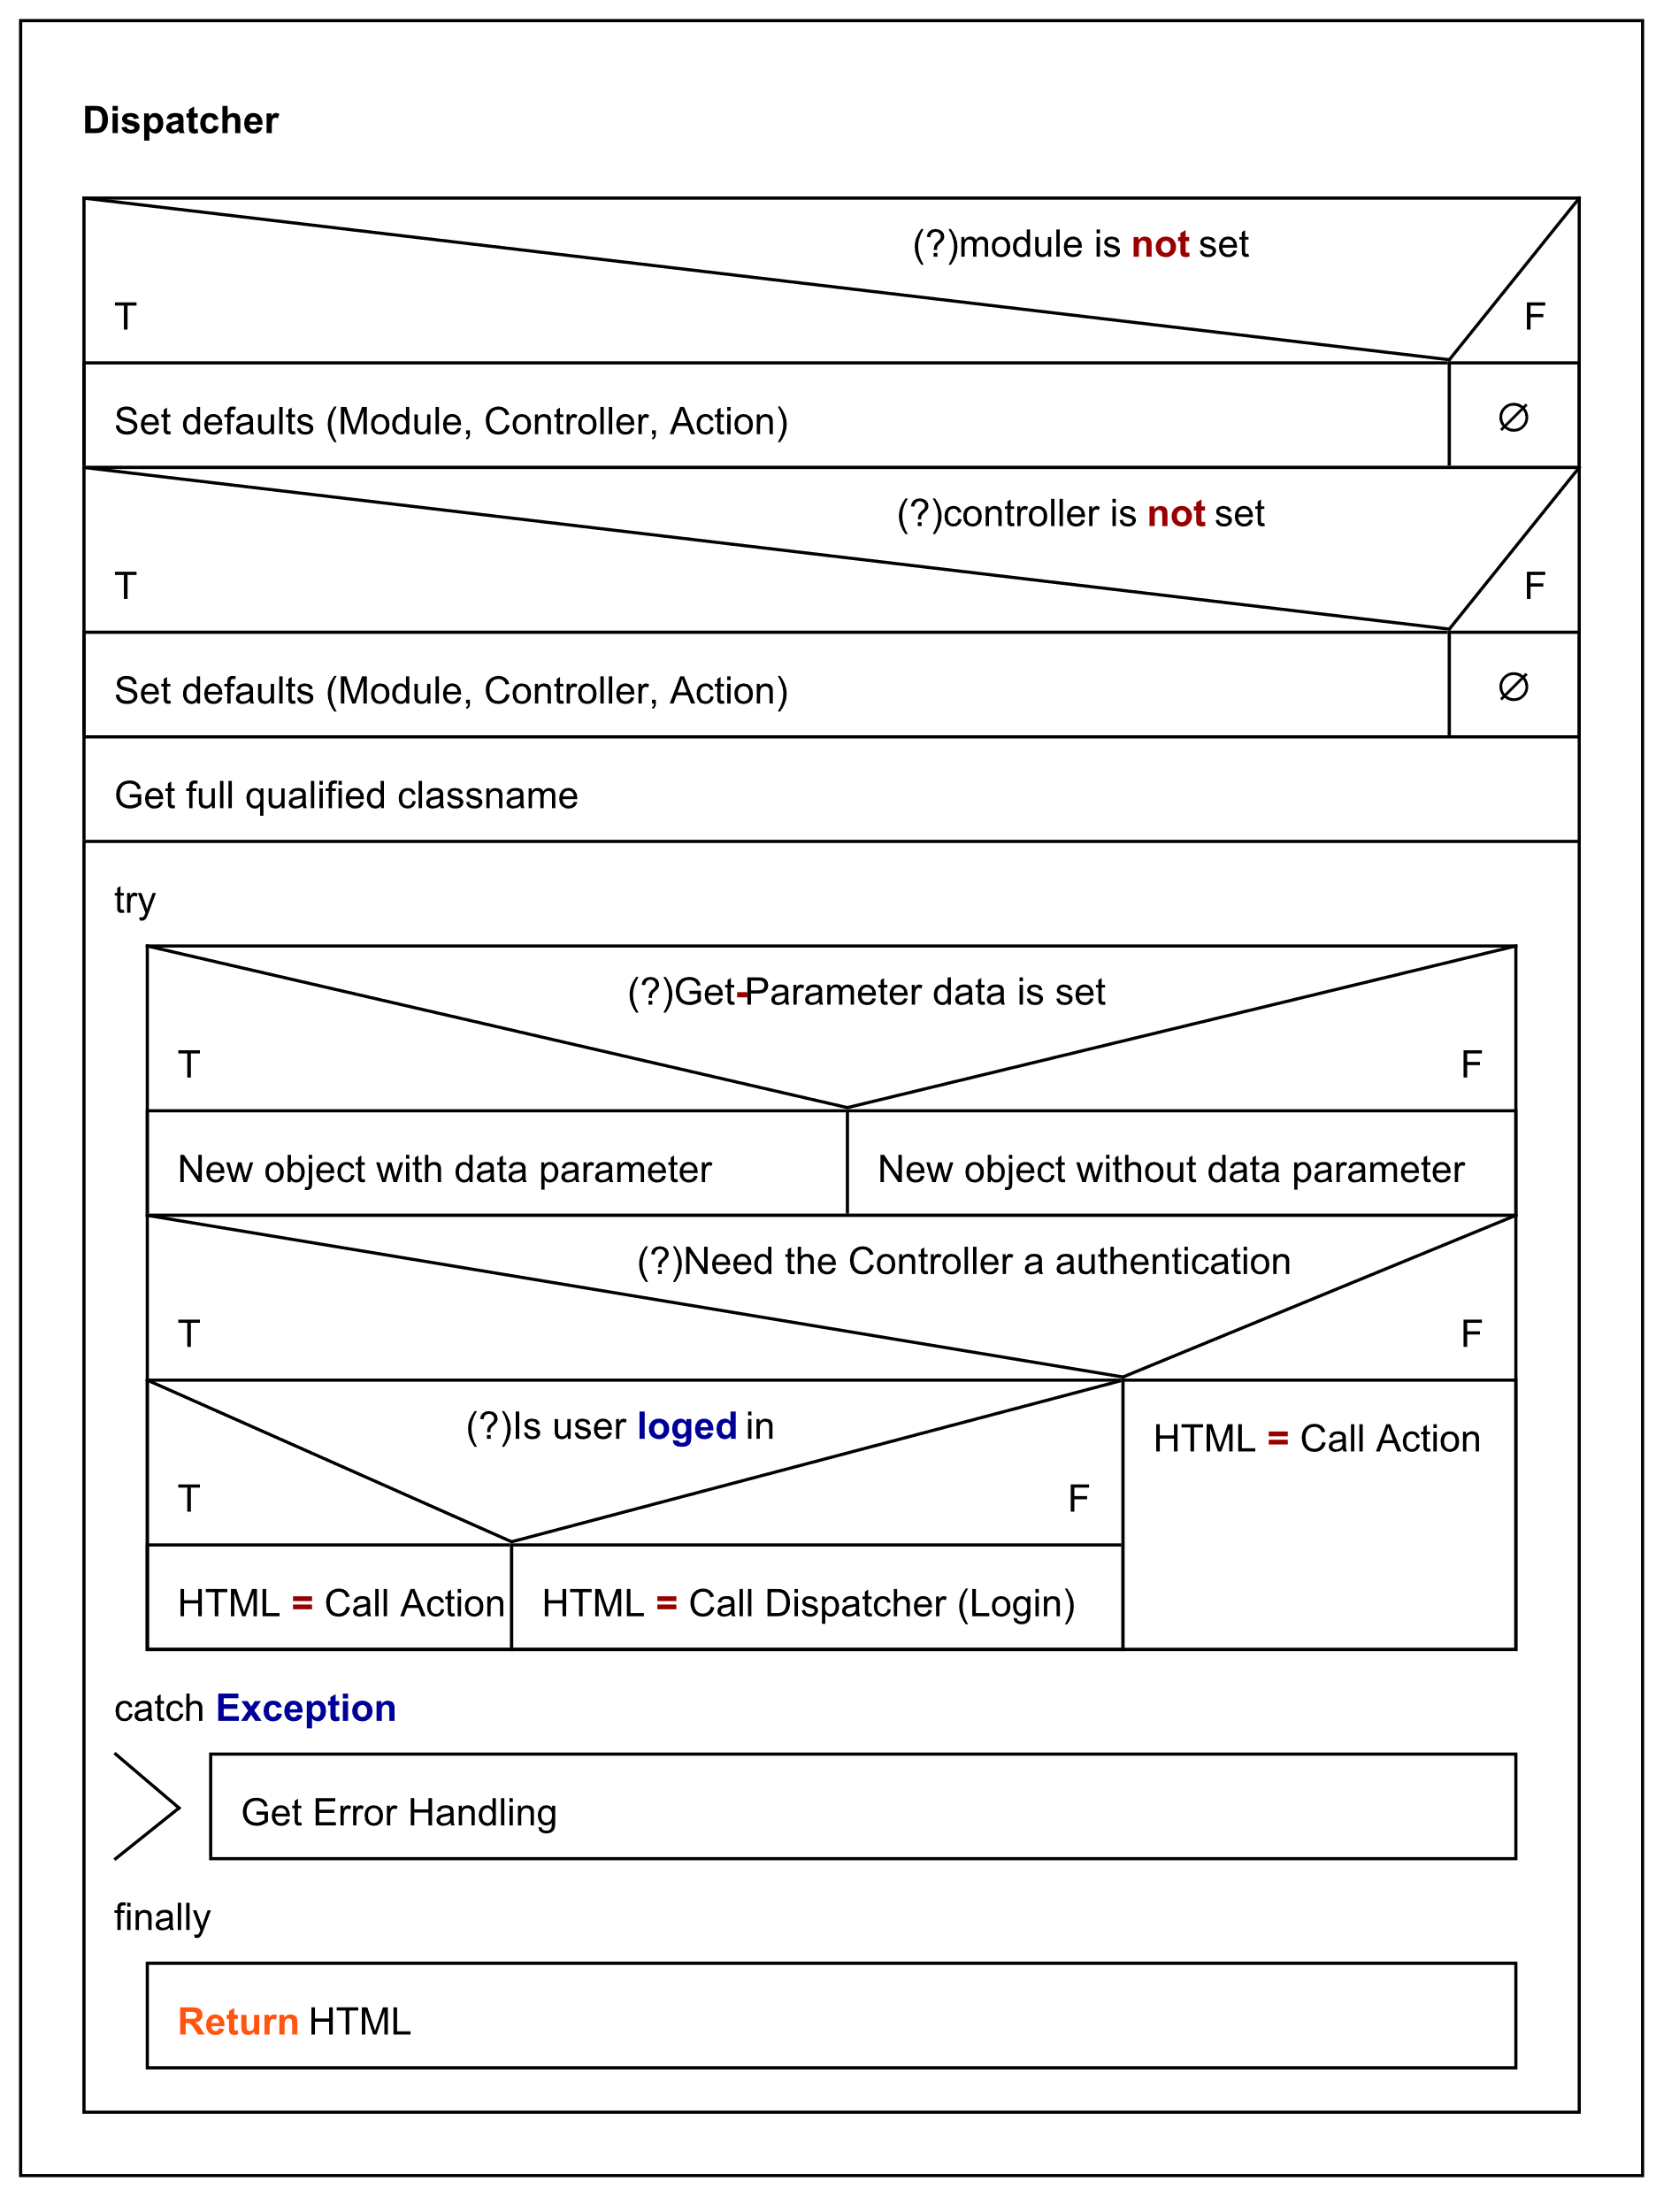 Dispatcher
(?)module is not set
T
F
Set defaults (Module, Controller, Action)
∅
(?)controller is not set
T
F
Set defaults (Module, Controller, Action)
∅
Get full qualified classname
try
(?)Get-Parameter data is set
T
F
New object with data parameter
New object without data parameter
(?)Need the Controller a authentication
T
F
(?)Is user loged in
HTML = Call Action
T
F
HTML = Call Action
HTML = Call Dispatcher (Login)
catch Exception
Get Error Handling
finally
Return HTML